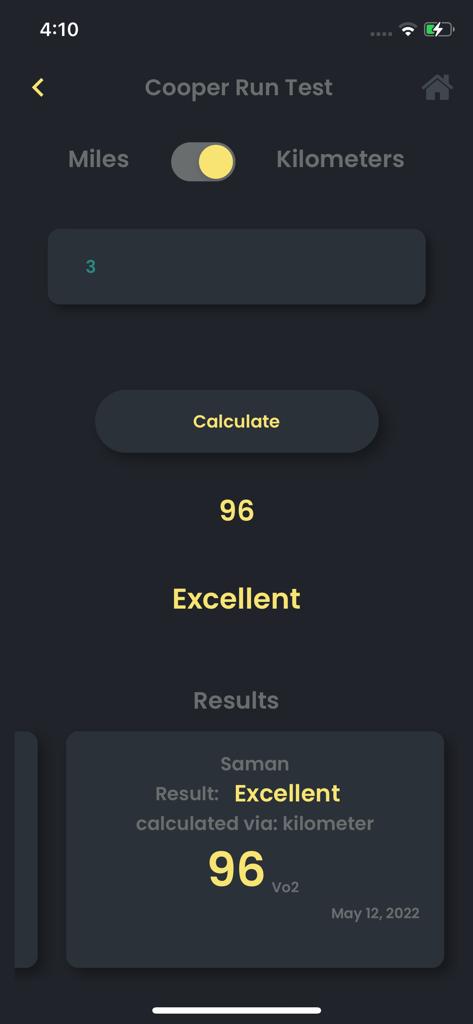 4:10
Cooper Run Test
Miles Kilometers
3
Calculate
96
Excellent
Results
Saman
Result: Excellent
calculated via: kilometer
96 Vo2
May 12, 2022